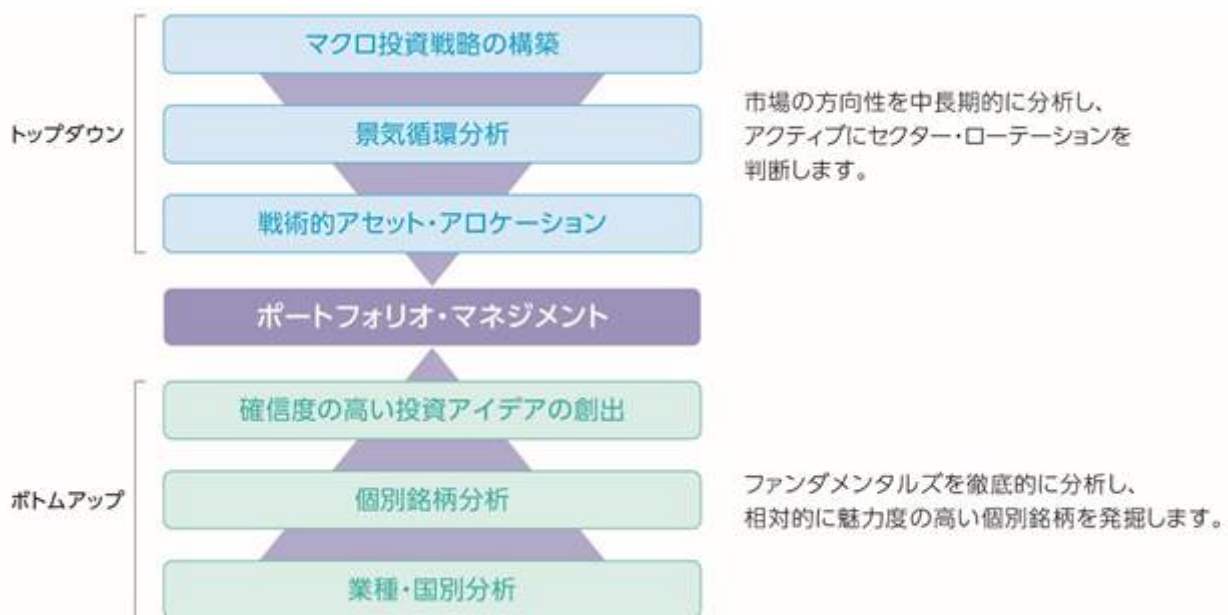 マクロ投資戦略の構築
トップダウン
景気循環分析
戦術的アセット・アロケーション
市場の方向性を中長期的に分析し、
アクティブにセクター・ローテーションを
判断します。
ポートフォリオ・マネジメント
確信度の高い投資アイデアの創出
ボトムアップ
個別銘柄分析
業種・国別分析
ファンダメンタルズを徹底的に分析し、
相対的に魅力度の高い個別銘柄を発掘します。